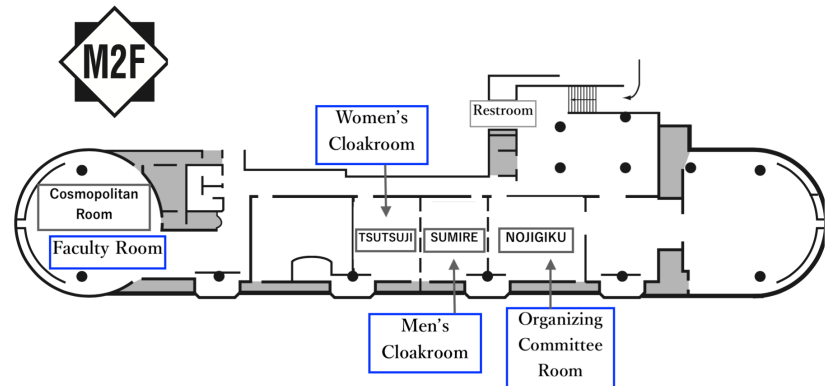 M2F
Restroom
Women's
Cloakroom
Cosmopolitan
Room
Faculty Room
TSUTSUJI
SUMIRE
NOJIGIKU
Men's
Cloakroom
Organizing
Committee
Room